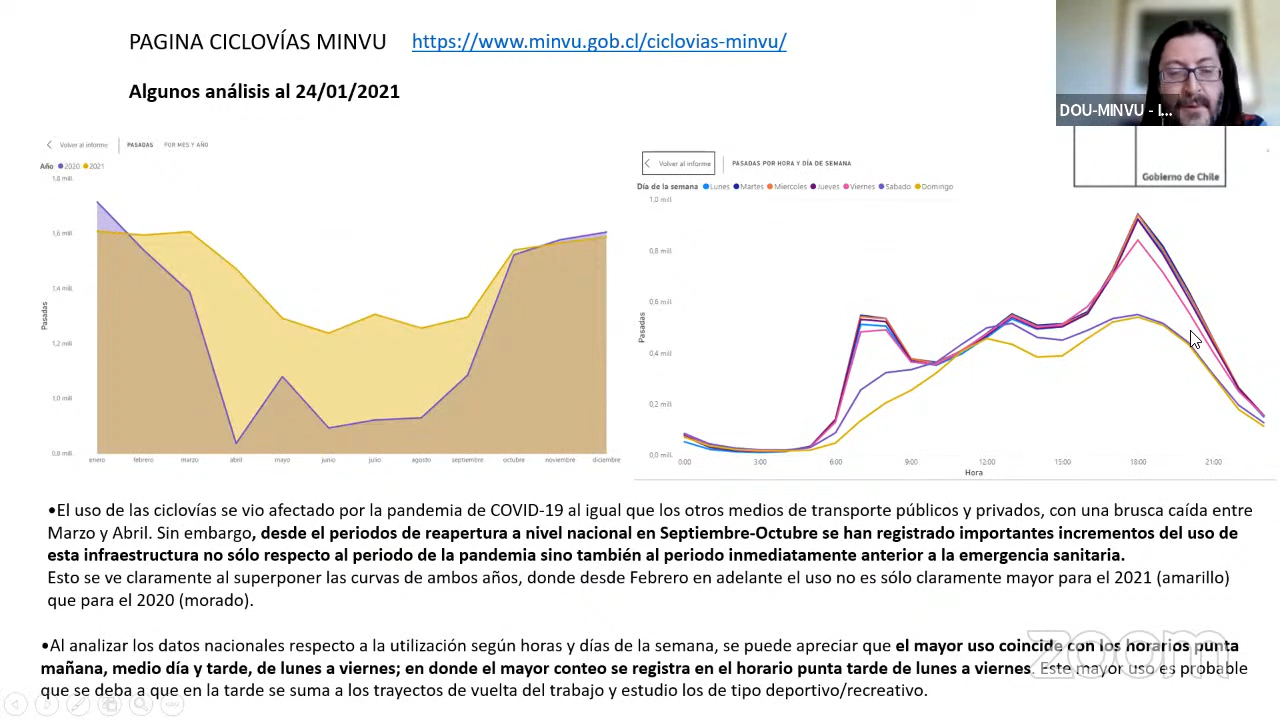 PAGINA CICLOVÍAS MINVU https://www.minvu.gob.cl/ciclovias-minvu/
Algunos análisis al 24/01/2021
DOU-MINVU - I...
Gobierno de Chile
Volver al informe PASADAS POR MES Y AÑO
Año 2020 2021
1,8 mill.
1,6 mill.
1,4 mill.
1,2 mill.
1,0 mill.
0,8 mill.
Pasadas
enero febrero marzo abril mayo junio julio agosto septiembre octubre noviembre diciembre
Volver al informe PASADAS POR HORA Y DÍA DE SEMANA
Día de la semana Lunes Martes Miercoles Jueves Viernes Sabado Domingo
1,0 mill.
0,8 mill.
0,6 mill.
0,4 mill.
0,2 mill.
0,0 mill.
Pasadas
0:00 3:00 6:00 9:00 12:00 15:00 18:00 21:00
Hora
•El uso de las ciclovías se vio afectado por la pandemia de COVID-19 al igual que los otros medios de transporte públicos y privados, con una brusca caída entre
Marzo y Abril. Sin embargo, desde el periodos de reapertura a nivel nacional en Septiembre-Octubre se han registrado importantes incrementos del uso de
esta infraestructura no sólo respecto al periodo de la pandemia sino también al periodo inmediatamente anterior a la emergencia sanitaria.
Esto se ve claramente al superponer las curvas de ambos años, donde desde Febrero en adelante el uso no es sólo claramente mayor para el 2021 (amarillo)
que para el 2020 (morado).
•Al analizar los datos nacionales respecto a la utilización según horas y días de la semana, se puede apreciar que el mayor uso coincide con los horarios punta
mañana, medio día y tarde, de lunes a viernes; en donde el mayor conteo se registra en el horario punta tarde de lunes a viernes. Este mayor uso es probable
que se deba a que en la tarde se suma a los trayectos de vuelta del trabajo y estudio los de tipo deportivo/recreativo.
zoom